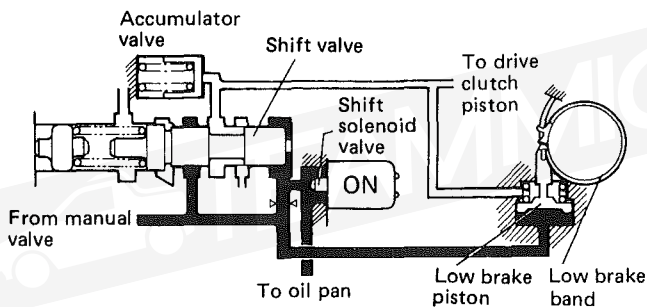 Accumulator
valve
Shift valve
To drive
clutch
piston
Shift
solenoid
valve
ON
From manual
valve
To oil pan
Low brake
piston
Low brake
band